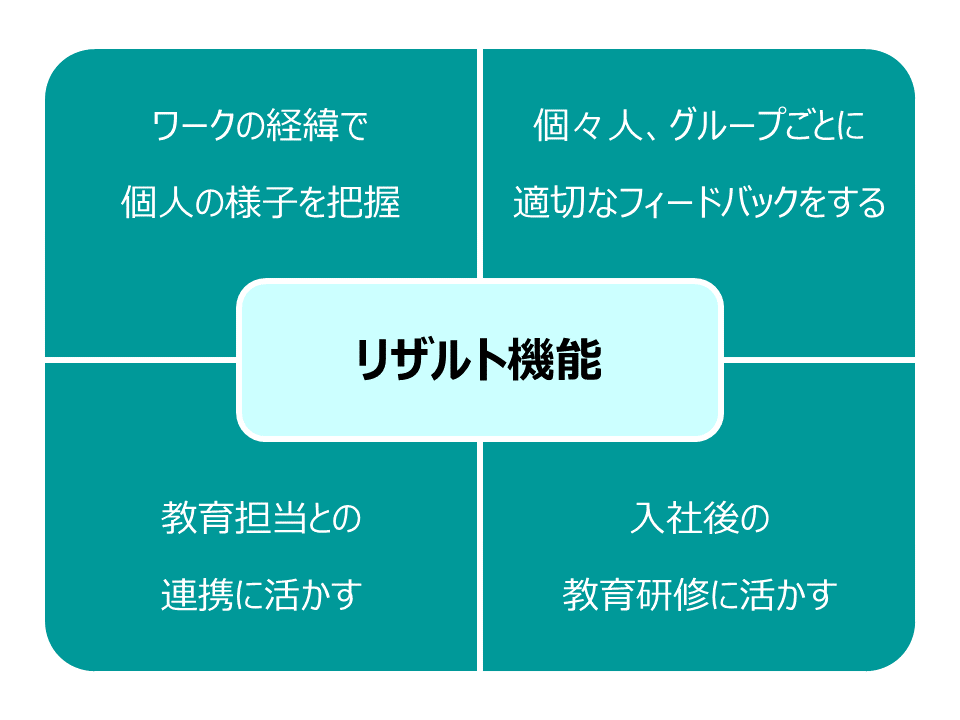 ワークの経緯で
個人の様子を把握
個々人、グループごとに
適切なフィードバックをする
リザルト機能
教育担当との
連携に活かす
入社後の
教育研修に活かす